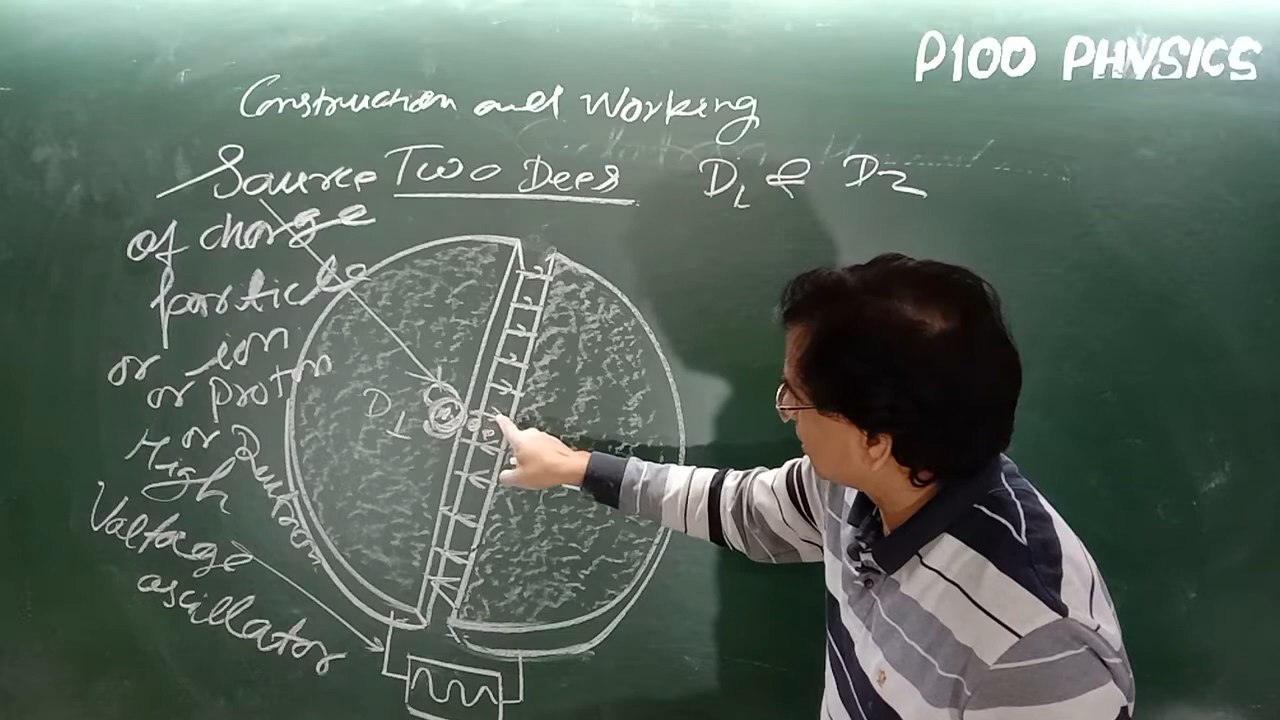 P100 PHYSICS
Construction and Working
Source Two Dees D1 & D2
of charge
particle
or ion
or proton
or Deutron
D1
High
Voltage
oscillator